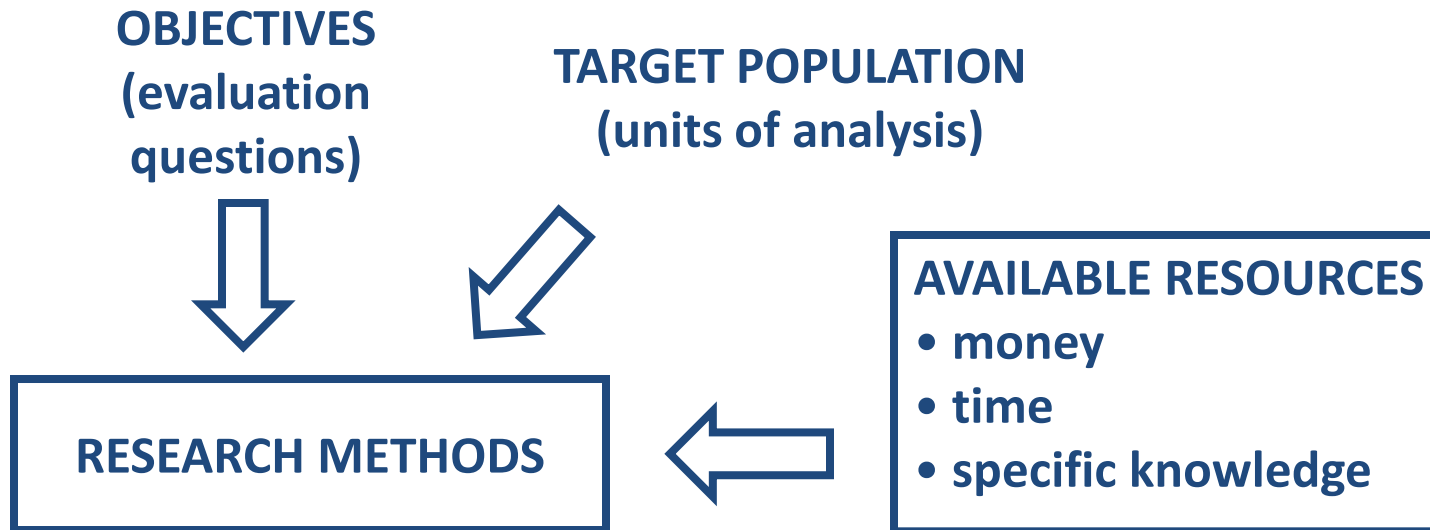 OBJECTIVES
(evaluation
questions)
TARGET POPULATION
(units of analysis)
AVAILABLE RESOURCES
• money
• time
• specific knowledge
RESEARCH METHODS